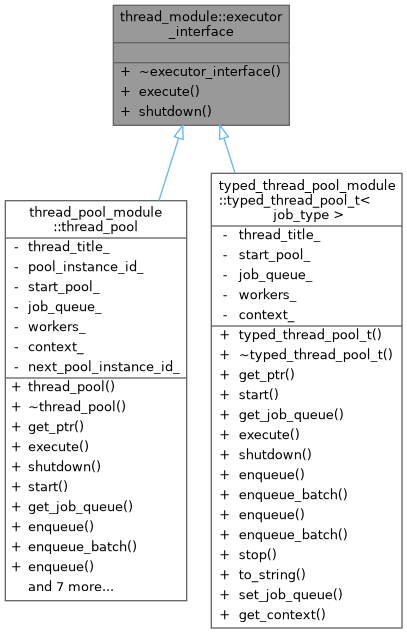 thread_module::executor
_interface
+ ~executor_interface()
+ execute()
+ shutdown()
thread_pool_module
::thread_pool
- thread_title_
- pool_instance_id_
- start_pool_
- job_queue_
- workers_
- context_
- next_pool_instance_id_
+ thread_pool()
+ ~thread_pool()
+ get_ptr()
+ execute()
+ shutdown()
+ start()
+ get_job_queue()
+ enqueue()
+ enqueue_batch()
+ enqueue()
and 7 more...
typed_thread_pool_module
::typed_thread_pool_t<
job_type >
- thread_title_
- start_pool_
- job_queue_
- workers_
- context_
+ typed_thread_pool_t()
+ ~typed_thread_pool_t()
+ get_ptr()
+ start()
+ get_job_queue()
+ execute()
+ shutdown()
+ enqueue()
+ enqueue_batch()
+ enqueue()
+ enqueue_batch()
+ stop()
+ to_string()
+ set_job_queue()
+ get_context()